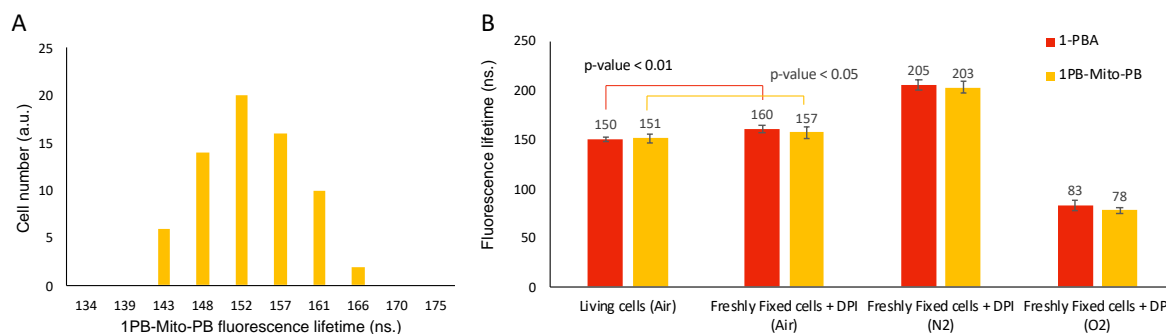 A
Cell number (a.u.)
25
20
15
10
5
0
134 139 143 148 152 157 161 166 170 175
1PB-Mito-PB fluorescence lifetime (ns.)
B
Fluorescence lifetime (ns.)
250
200
150
100
50
0
1-PBA
1PB-Mito-PB
p-value < 0.01
p-value < 0.05
150 151 160 157 205 203 83 78
Living cells (Air) Freshly Fixed cells + DPI Freshly Fixed cells + DPI Freshly Fixed cells + DP
(Air) (N2) (O2)